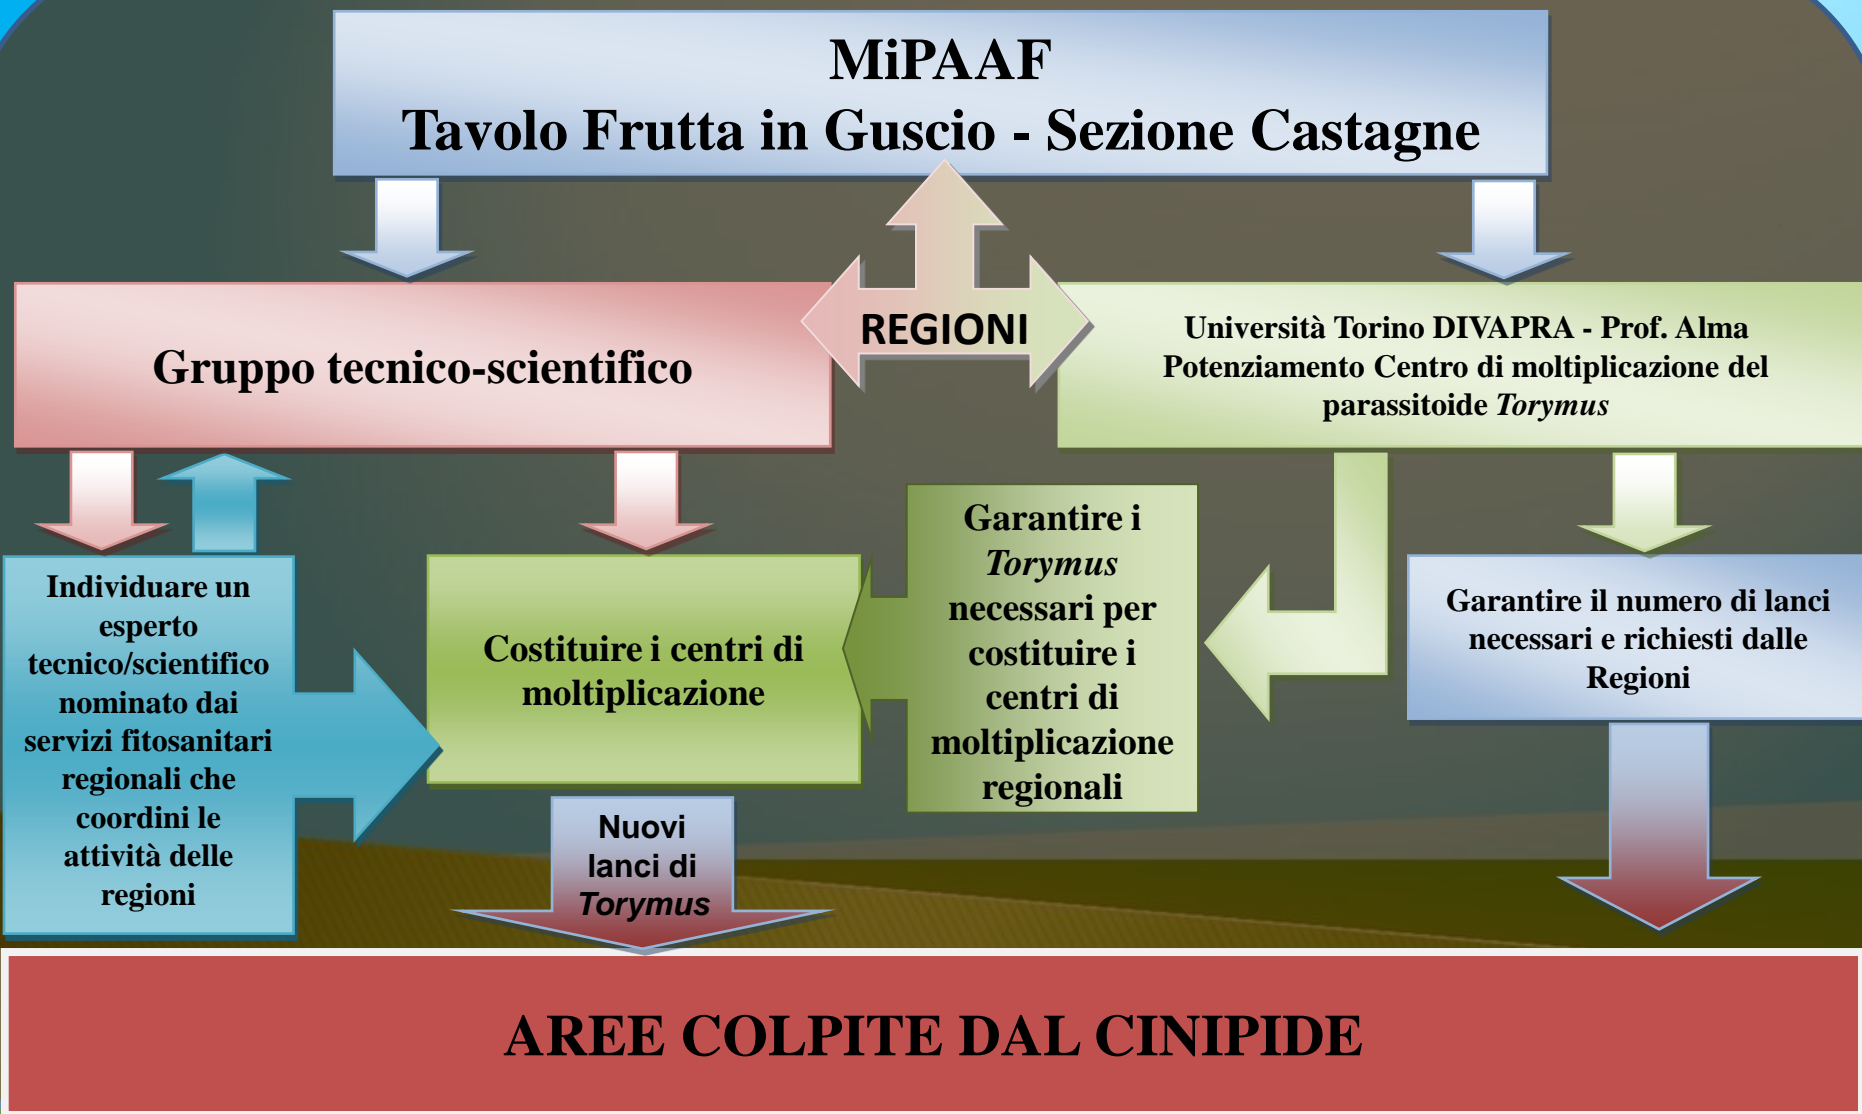 MiPAAF
Tavolo Frutta in Guscio - Sezione Castagne
REGIONI
Gruppo tecnico-scientifico
Università Torino DIVAPRA - Prof. Alma
Potenziamento Centro di moltiplicazione del
parassitoide Torymus
Individuare un
esperto
tecnico/scientifico
nominato dai
servizi fitosanitari
regionali che
coordini le
attività delle
regioni
Costituire i centri di
moltiplicazione
Garantire i
Torymus
necessari per
costituire i
centri di
moltiplicazione
regionali
Garantire il numero di lanci
necessari e richiesti dalle
Regioni
Nuovi
lanci di
Torymus
AREE COLPITE DAL CINIPIDE